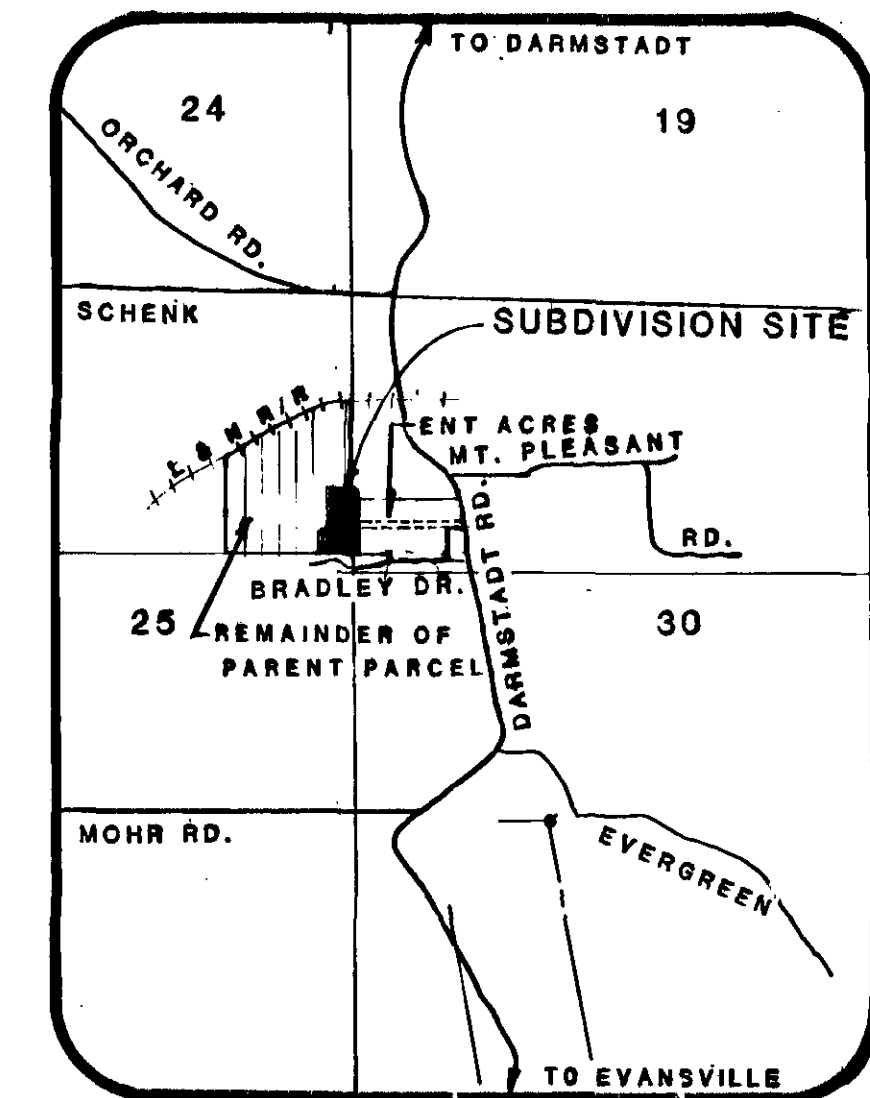 TO DARMSTADT
24
19
ORCHARD RD.
SCHENK
SUBDIVISION SITE
L & N R/R
ENT ACRES
MT. PLEASANT
RD.
DARMSTADT RD.
BRADLEY DR.
25
REMAINDER OF
PARENT PARCEL
30
MOHR RD.
EVERGREEN
TO EVANSVILLE